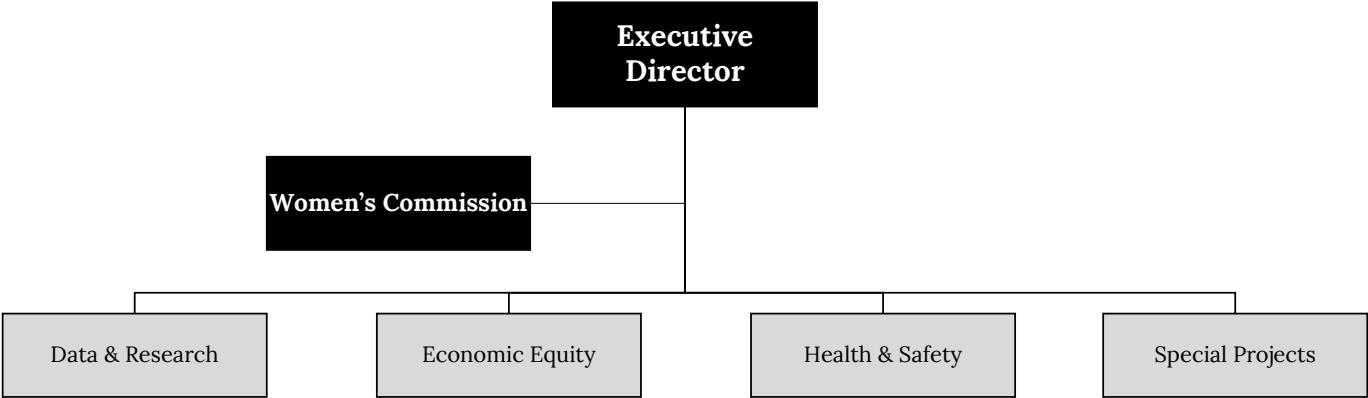 Executive
Director
Women’s Commission
Data & Research
Economic Equity
Health & Safety
Special Projects